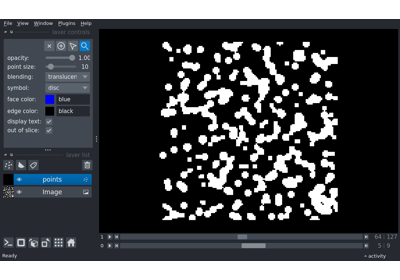 File View Window Plugins Help
layer controls
opacity: 1.00
point size: 10
blending: translucen
symbol: disc
face color: blue
edge color: black
display text:
out of slice:
layer list
points
Image
1 64 127
0 5 9
Ready
activity